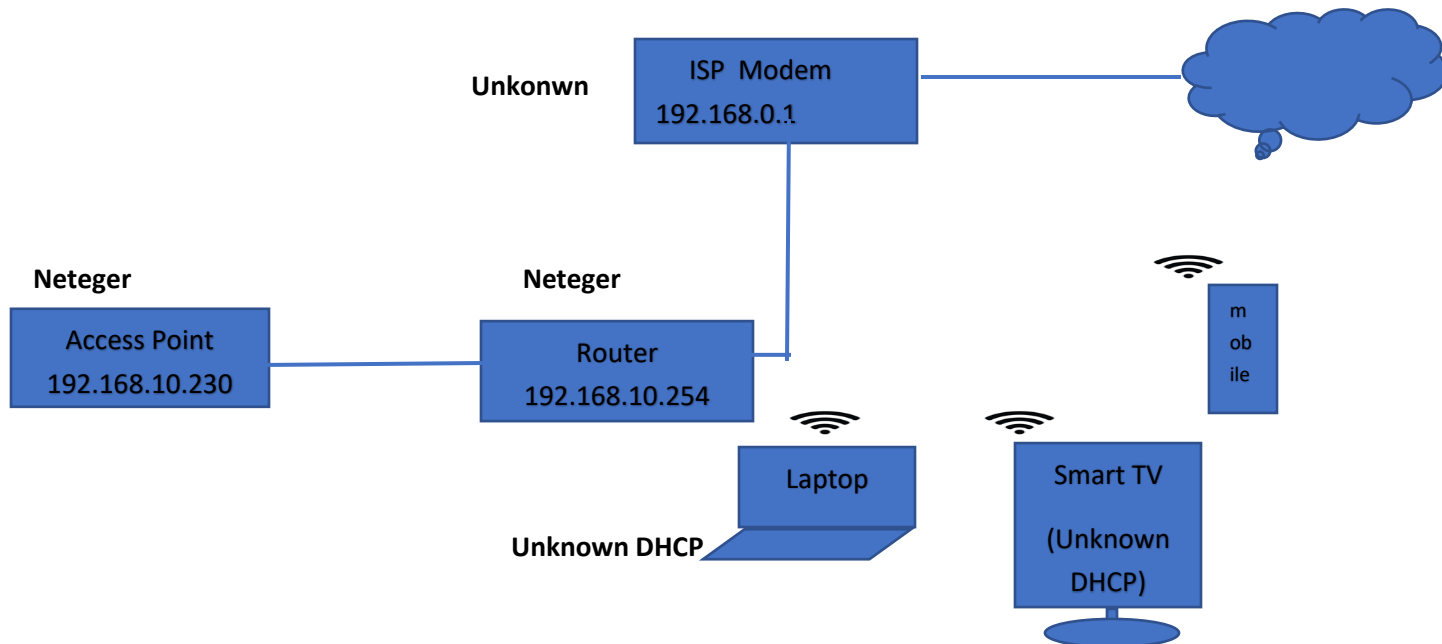 ISP Modem
Unkonwn
192.168.0.1
Neteger
Neteger
Access Point
192.168.10.230
Router
192.168.10.254
m
ob
ile
Laptop
Unknown DHCP
Smart TV
(Unknown
DHCP)